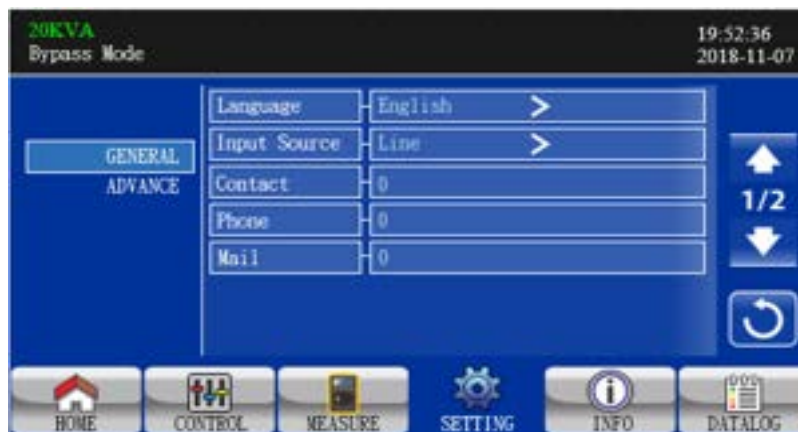 20KVA
Bypass Mode
19:52:36
2018-11-07
GENERAL
ADVANCE
Language English >
Input Source Line >
Contact 0
Phone 0
Mail 0
1/2
HOME CONTROL MEASURE SETTING INFO DATALOG